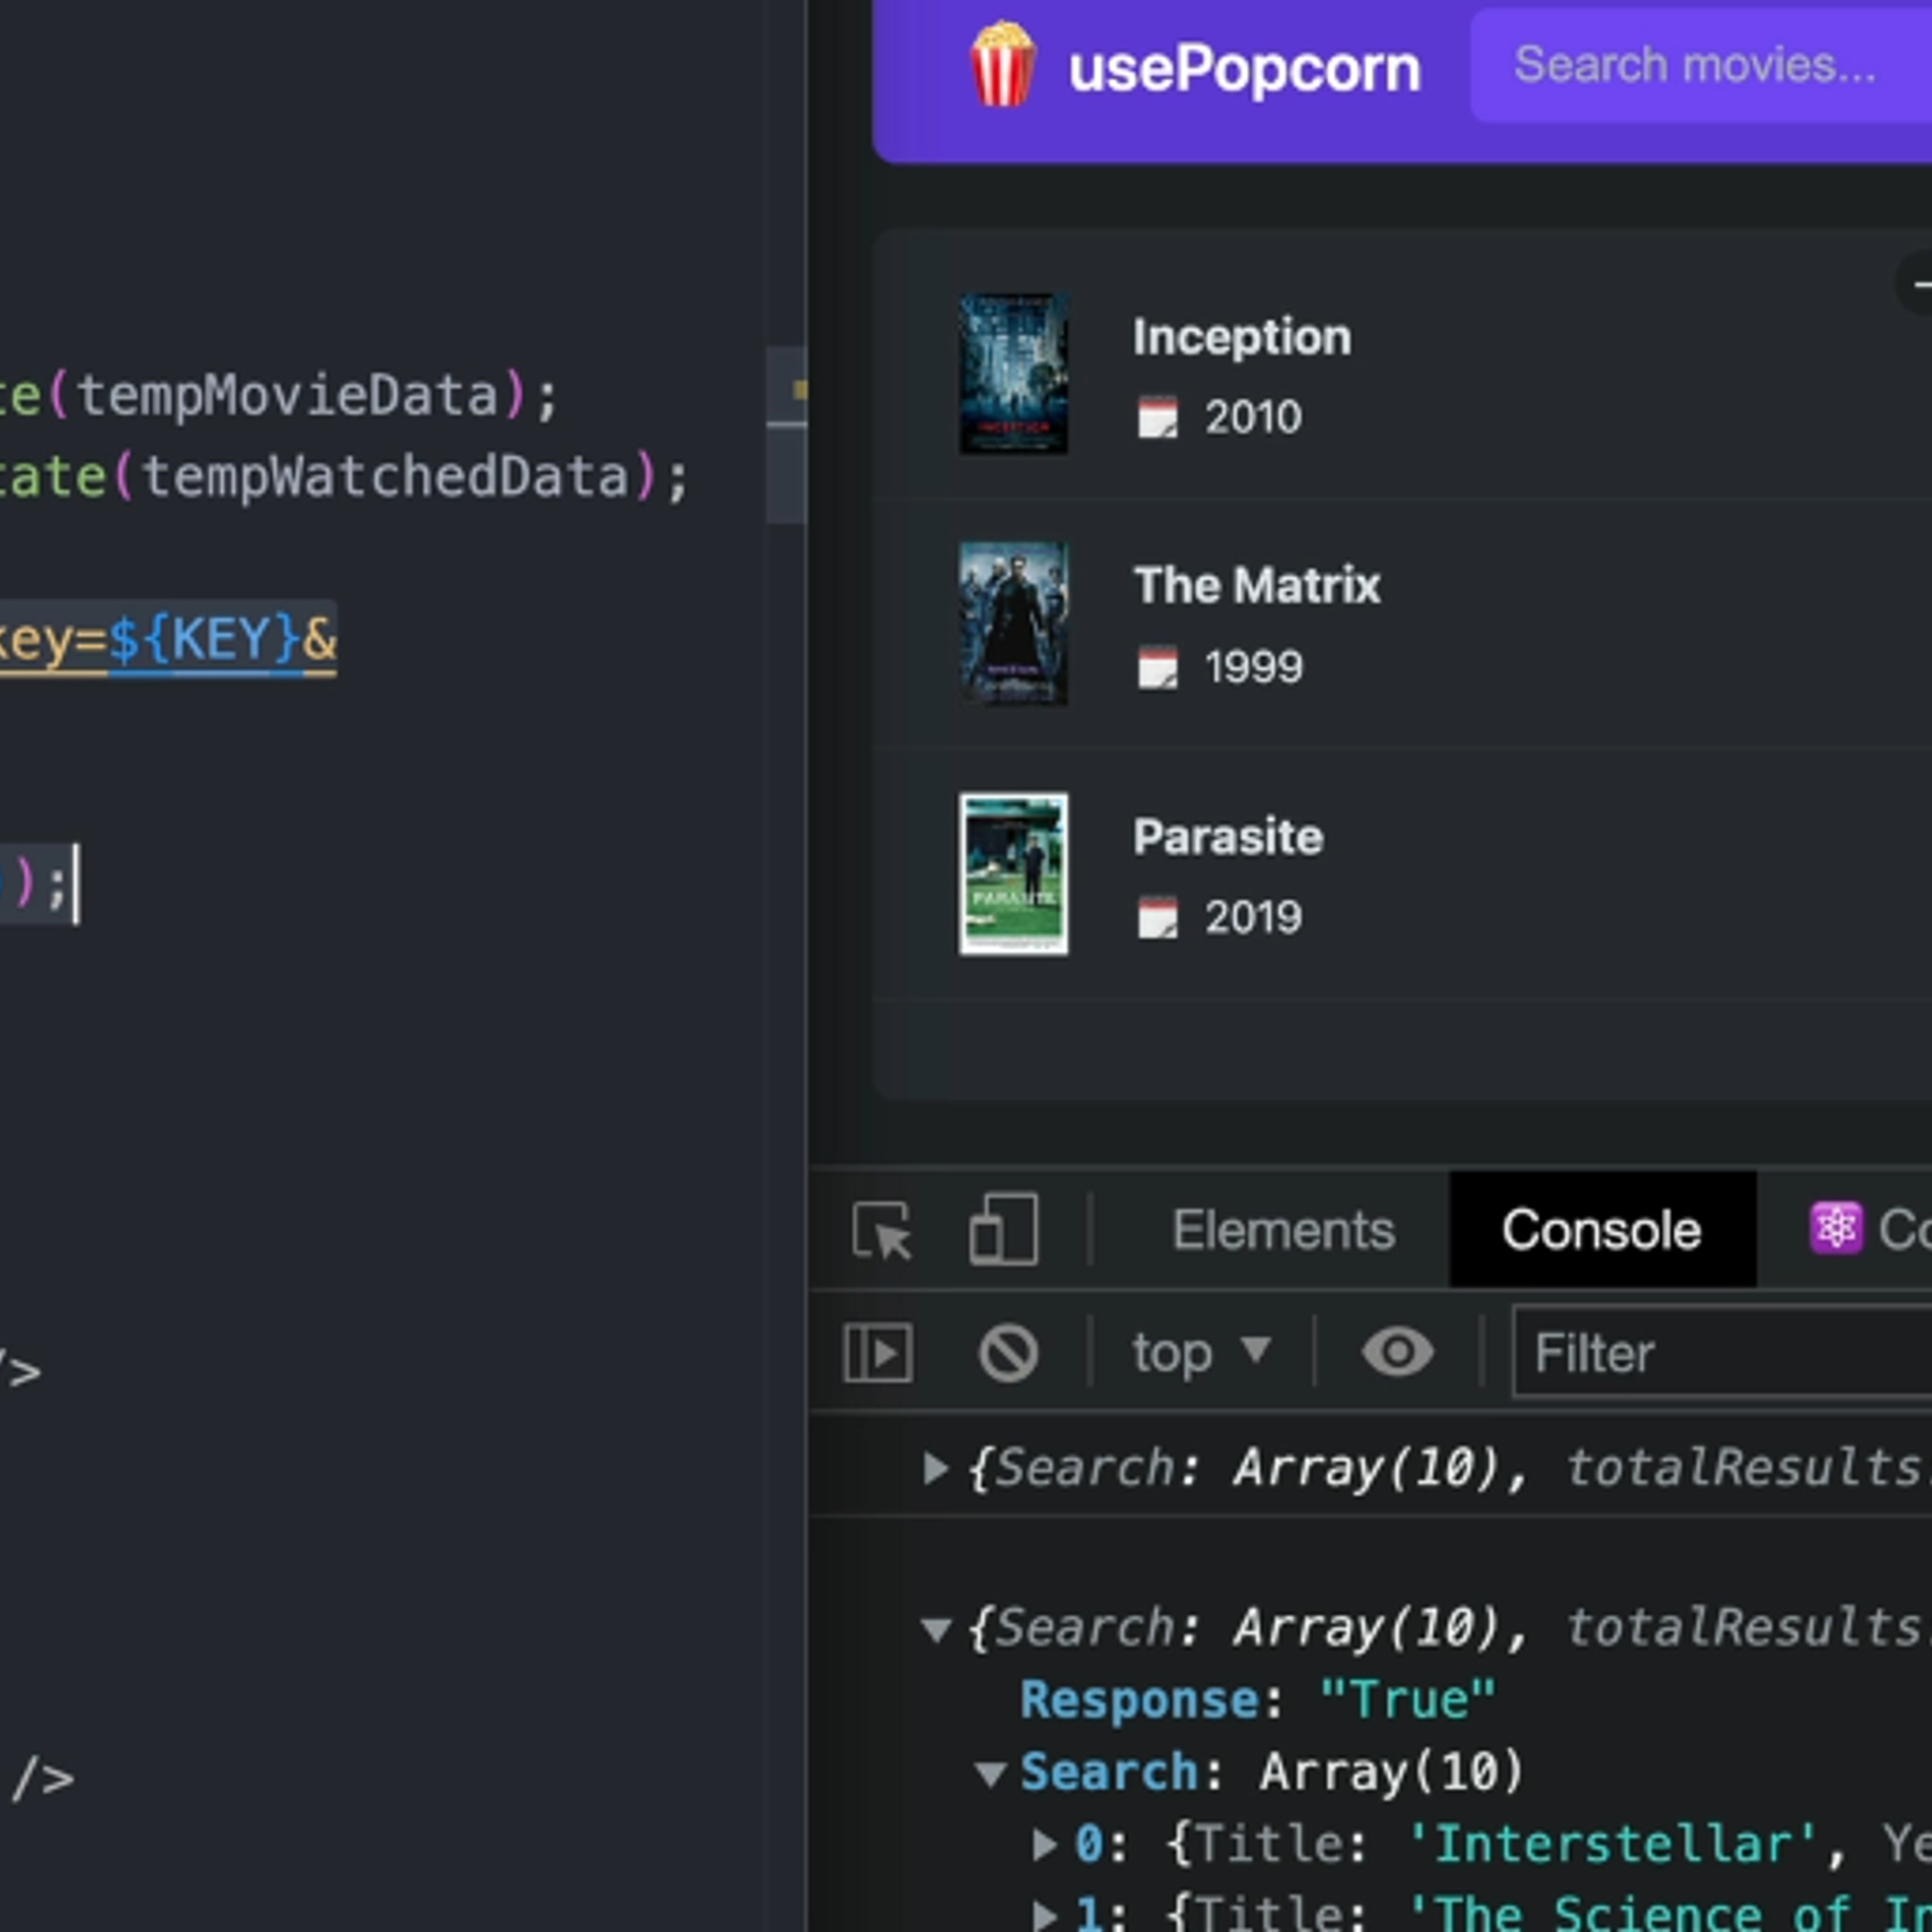 te(tempMovieData);
tate(tempWatchedData);
key=${KEY}&
);
/>
/>
usePopcorn
Search movies...
Inception
2010
The Matrix
1999
Parasite
2019
Elements
Console
top
Filter
{Search: Array(10), totalResults
{Search: Array(10), totalResults
Response: "True"
Search: Array(10)
0: {Title: 'Interstellar', Ye
1: {Title: 'The Science of In